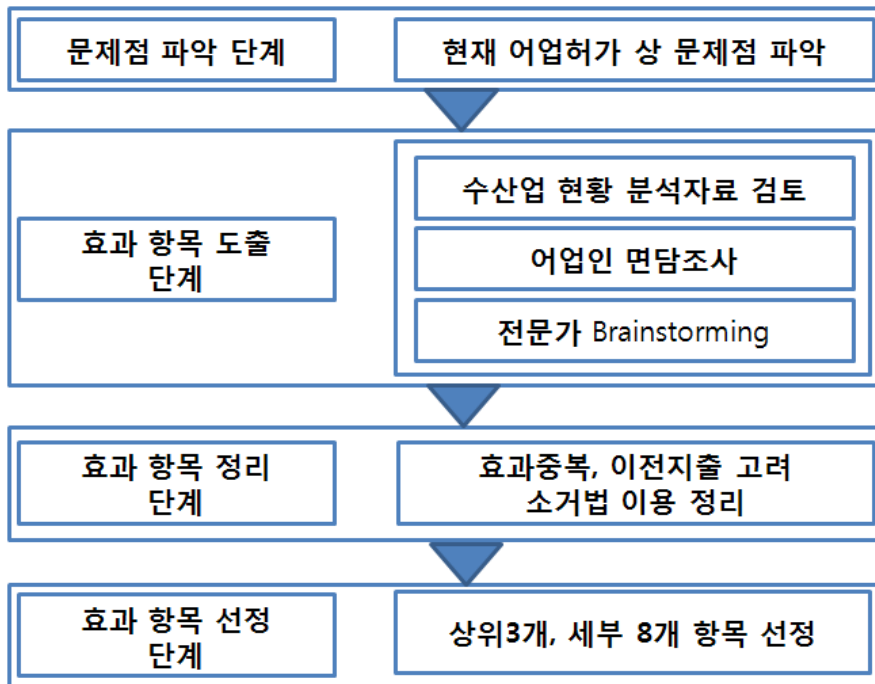 문제점 파악 단계
현재 어업허가 상 문제점 파악
효과 항목 도출
단계
수산업 현황 분석자료 검토
어업인 면담조사
전문가 Brainstorming
효과 항목 정리
단계
효과중복, 이전지출 고려
소거법 이용 정리
효과 항목 선정
단계
상위3개, 세부 8개 항목 선정